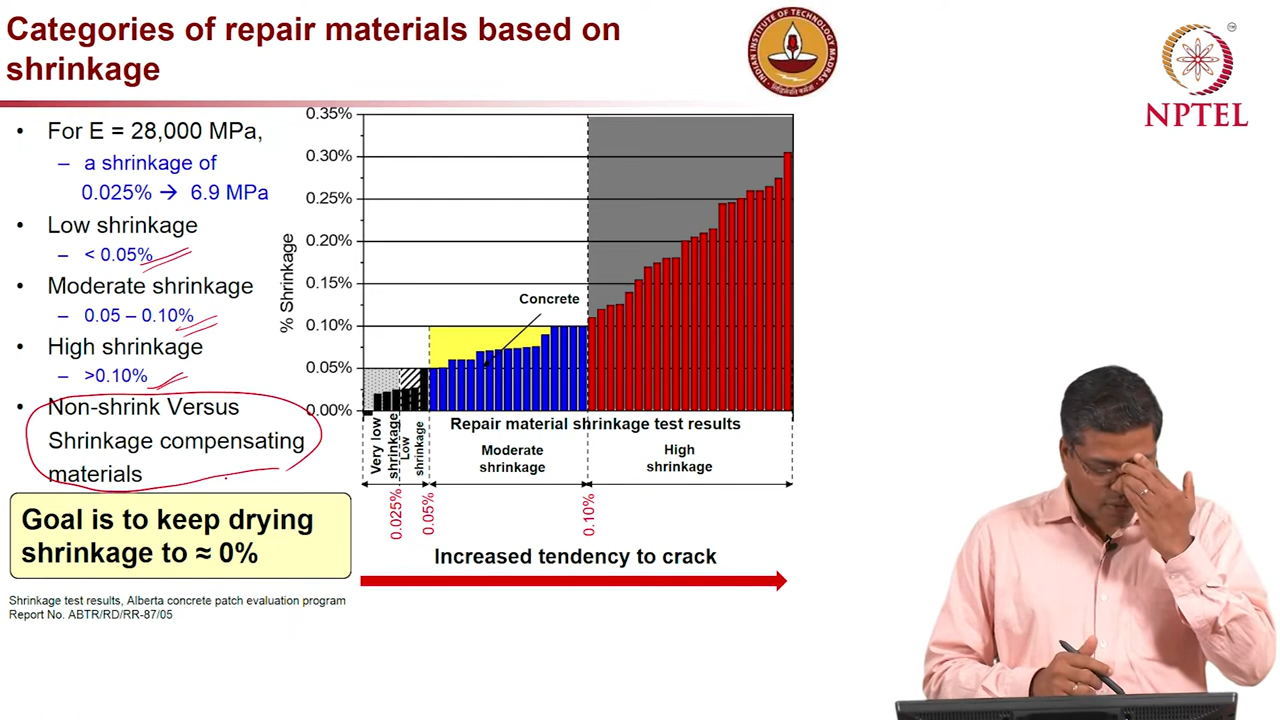 Categories of repair materials based on
shrinkage
INDIAN INSTITUTE OF TECHNOLOGY MADRAS
NPTEL
• For E = 28,000 MPa,
– a shrinkage of
0.025% → 6.9 MPa
• Low shrinkage
– < 0.05%
• Moderate shrinkage
– 0.05 – 0.10%
• High shrinkage
– >0.10%
• Non-shrink Versus
Shrinkage compensating
materials
Goal is to keep drying
shrinkage to ≈ 0%
Shrinkage test results, Alberta concrete patch evaluation program
Report No. ABTR/RD/RR-87/05
% Shrinkage
0.35%
0.30%
0.25%
0.20%
0.15%
0.10%
0.05%
0.00%
Concrete
Repair material shrinkage test results
Very low
shrinkage
Low
shrinkage
Moderate
shrinkage
High
shrinkage
0.025%
0.05%
0.10%
Increased tendency to crack